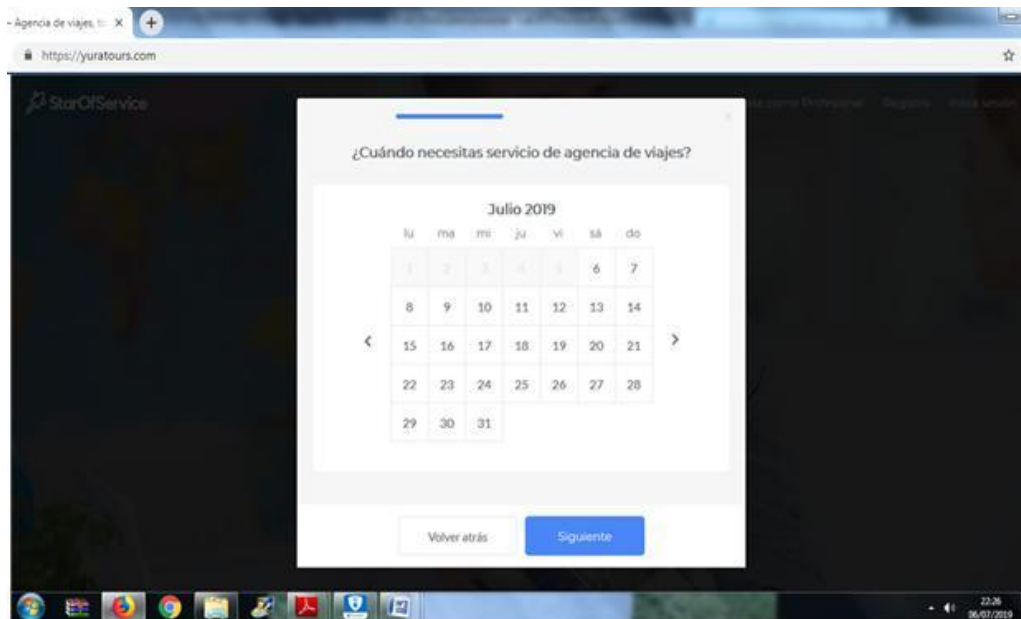 - Agencia de viajes, t
https://yuratours.com
StarOfService
¿Cuándo necesitas servicio de agencia de viajes?
Julio 2019
lu ma mi ju vi sá do
1 2 3 4 5 6 7
8 9 10 11 12 13 14
15 16 17 18 19 20 21
22 23 24 25 26 27 28
29 30 31
Volver atrás Siguiente
22:26
06/07/2019